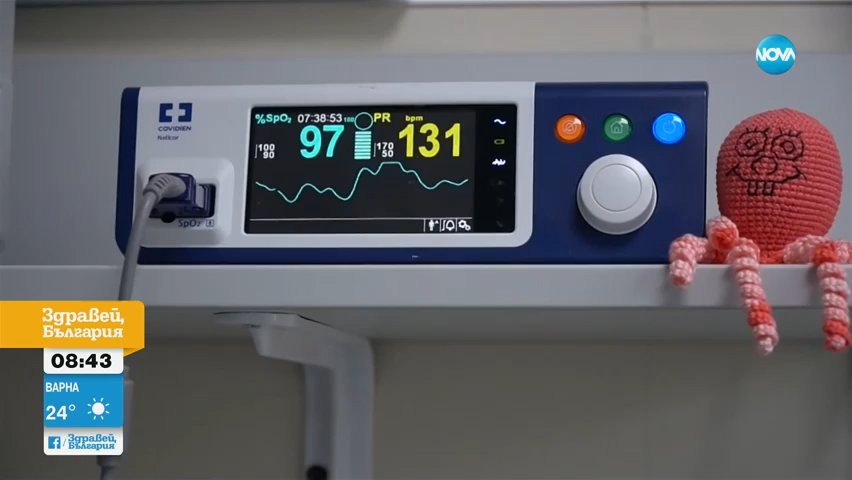 NOVA
COVIDIEN
Nellcor
%SpO₂ 07:38:53 100 PR bpm
97 131
100
90
170
50
SpO₂
Здравей,
България
08:43
ВАРНА
24°
f / Здравей,
България